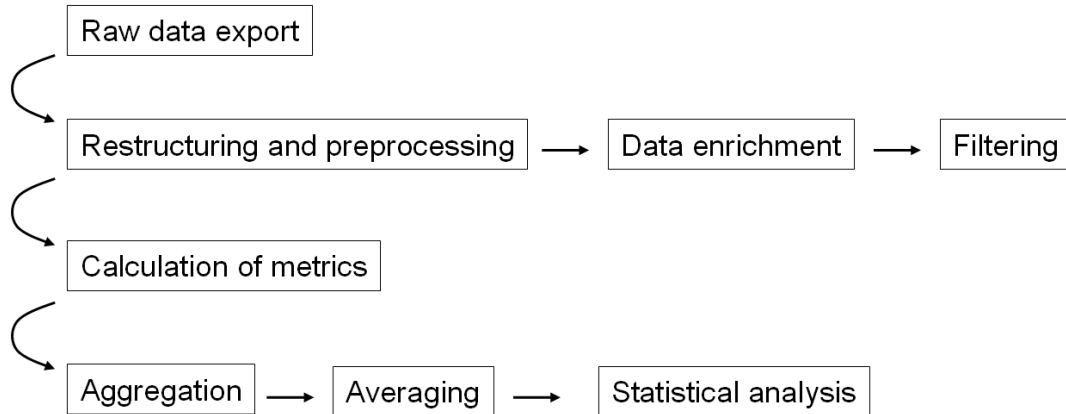 Raw data export
Restructuring and preprocessing
Data enrichment
Filtering
Calculation of metrics
Aggregation
Averaging
Statistical analysis